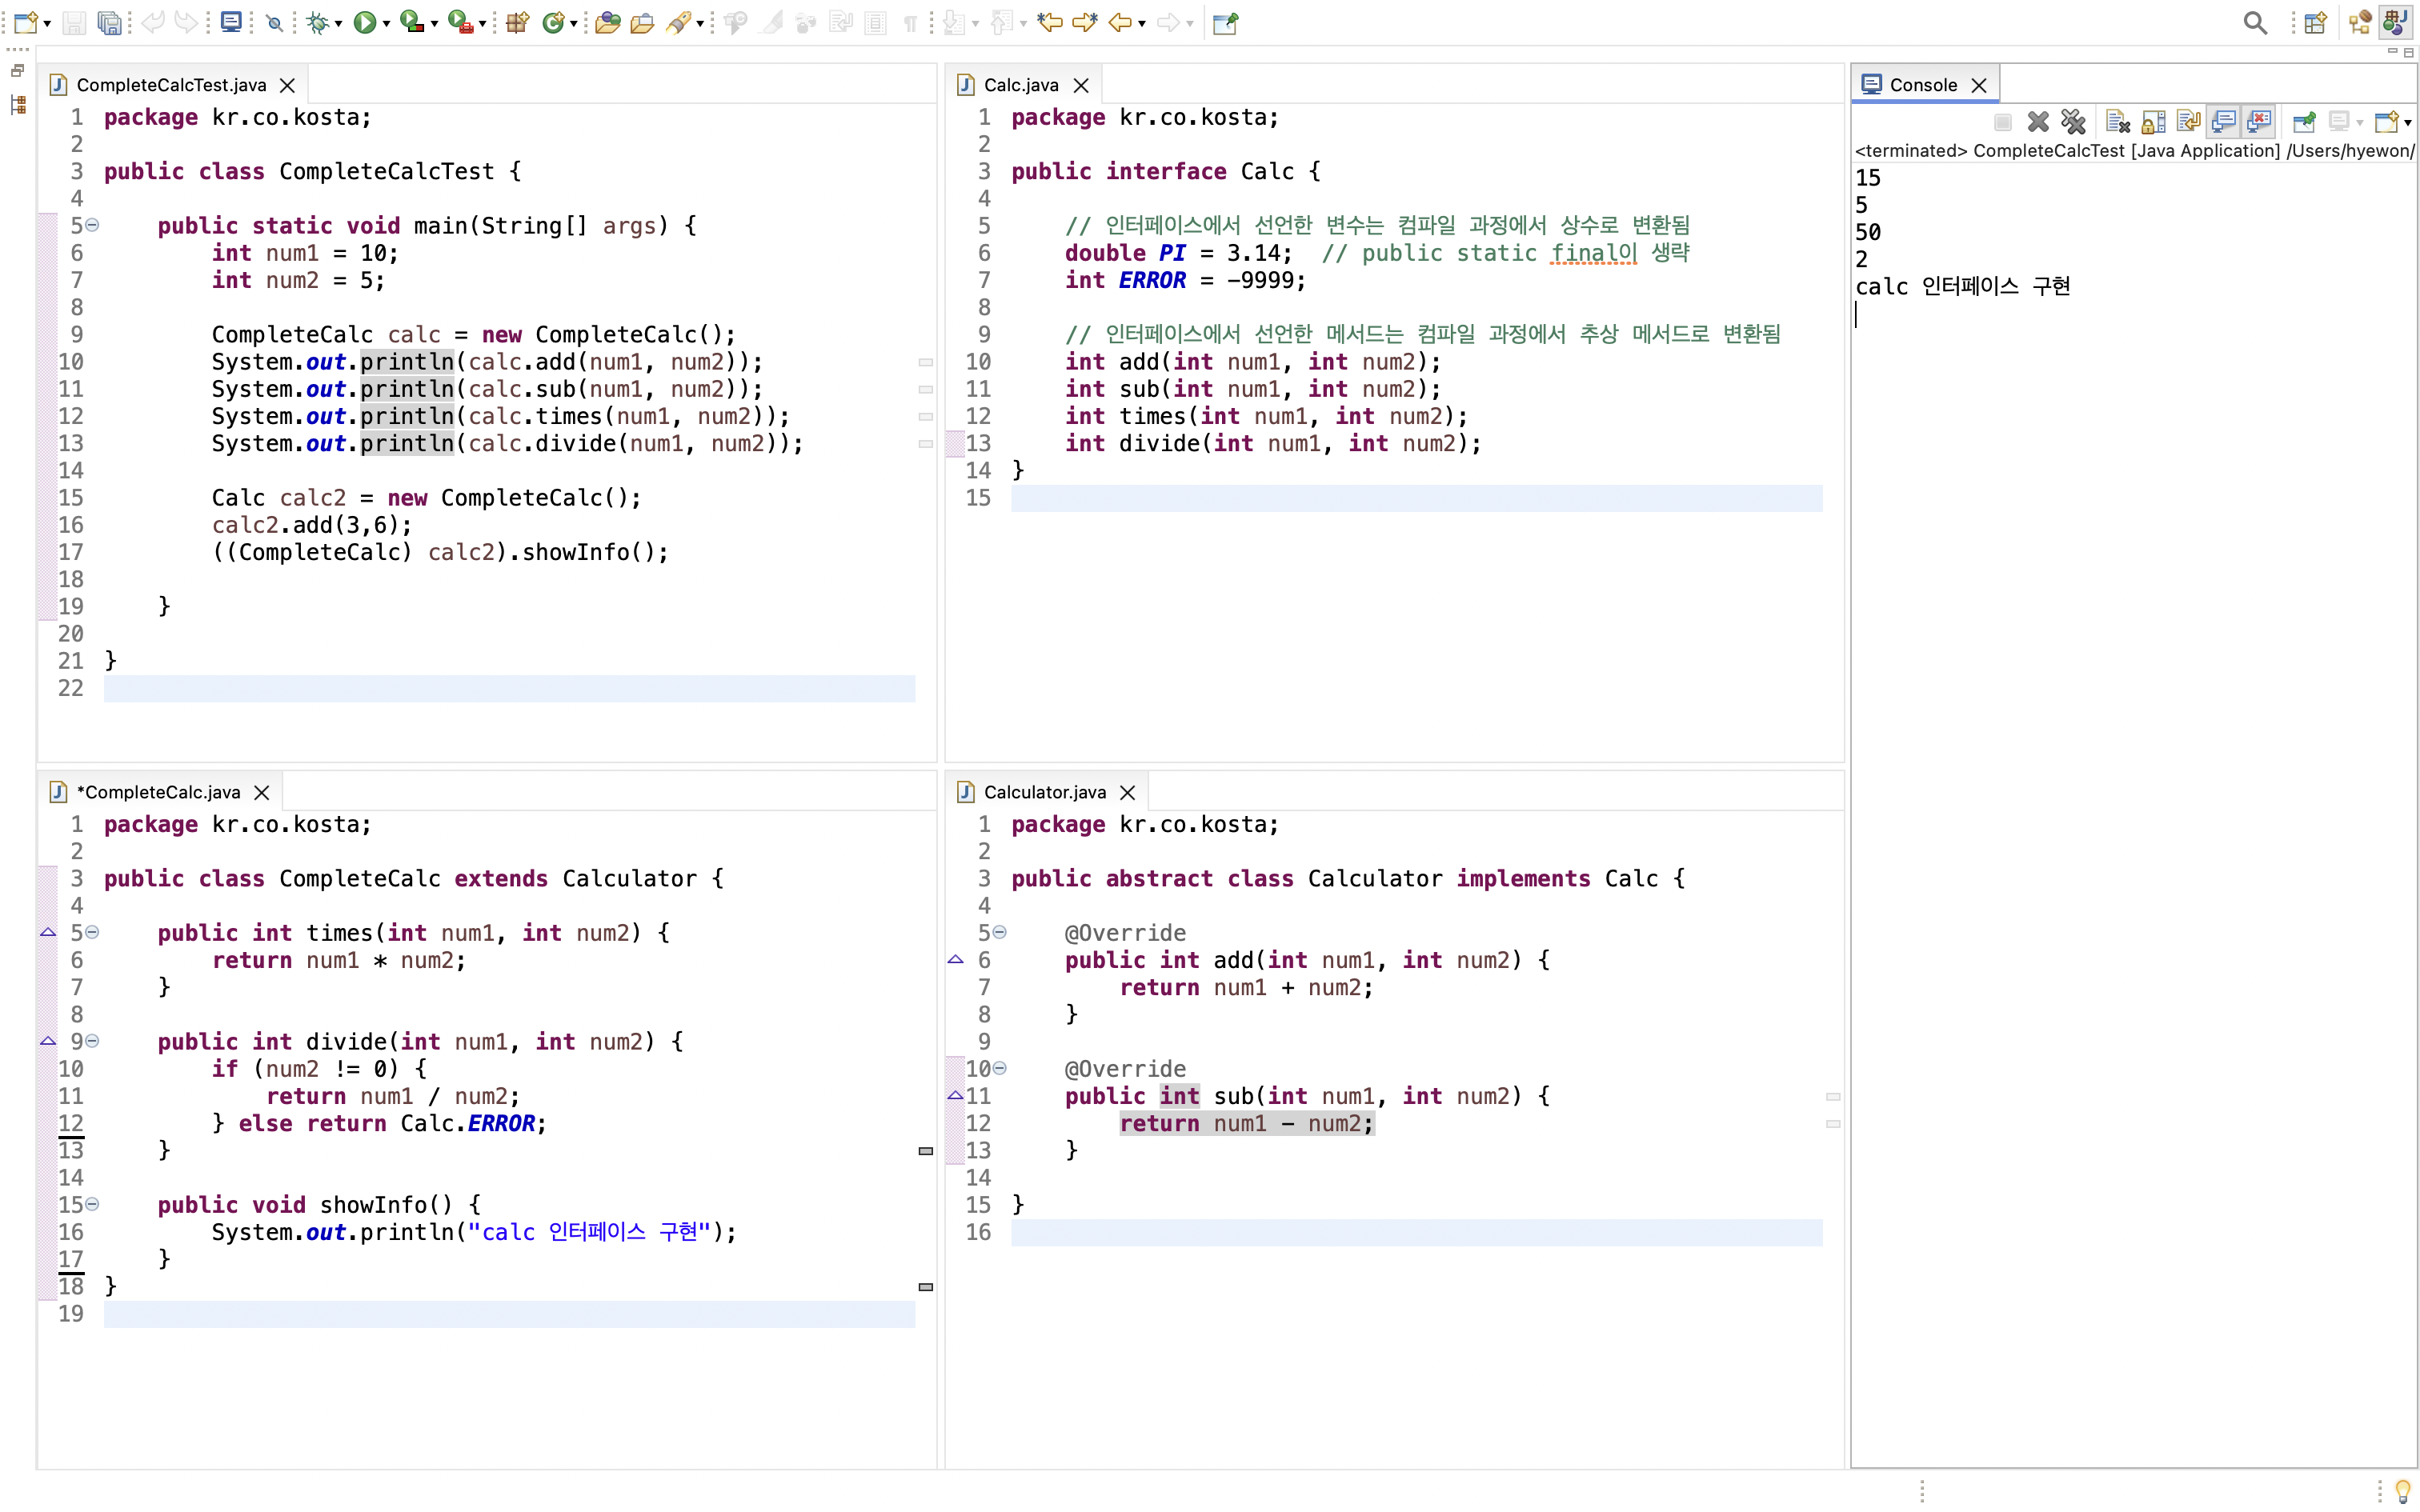 CompleteCalcTest.java
1 package kr.co.kosta;
2
3 public class CompleteCalcTest {
4
5     public static void main(String[] args) {
6         int num1 = 10;
7         int num2 = 5;
8
9         CompleteCalc calc = new CompleteCalc();
10         System.out.println(calc.add(num1, num2));
11         System.out.println(calc.sub(num1, num2));
12         System.out.println(calc.times(num1, num2));
13         System.out.println(calc.divide(num1, num2));
14
15         Calc calc2 = new CompleteCalc();
16         calc2.add(3,6);
17         ((CompleteCalc) calc2).showInfo();
18
19     }
20
21 }
22
Calc.java
1 package kr.co.kosta;
2
3 public interface Calc {
4
5     // 인터페이스에서 선언한 변수는 컴파일 과정에서 상수로 변환됨
6     double PI = 3.14;  // public static final이 생략
7     int ERROR = -9999;
8
9     // 인터페이스에서 선언한 메서드는 컴파일 과정에서 추상 메서드로 변환됨
10     int add(int num1, int num2);
11     int sub(int num1, int num2);
12     int times(int num1, int num2);
13     int divide(int num1, int num2);
14 }
15
Console
<terminated> CompleteCalcTest [Java Application] /Users/hyewon/
15
5
50
2
calc 인터페이스 구현
*CompleteCalc.java
1 package kr.co.kosta;
2
3 public class CompleteCalc extends Calculator {
4
5     public int times(int num1, int num2) {
6         return num1 * num2;
7     }
8
9     public int divide(int num1, int num2) {
10         if (num2 != 0) {
11             return num1 / num2;
12         } else return Calc.ERROR;
13     }
14
15     public void showInfo() {
16         System.out.println("calc 인터페이스 구현");
17     }
18 }
19
Calculator.java
1 package kr.co.kosta;
2
3 public abstract class Calculator implements Calc {
4
5     @Override
6     public int add(int num1, int num2) {
7         return num1 + num2;
8     }
9
10     @Override
11     public int sub(int num1, int num2) {
12         return num1 - num2;
13     }
14
15 }
16